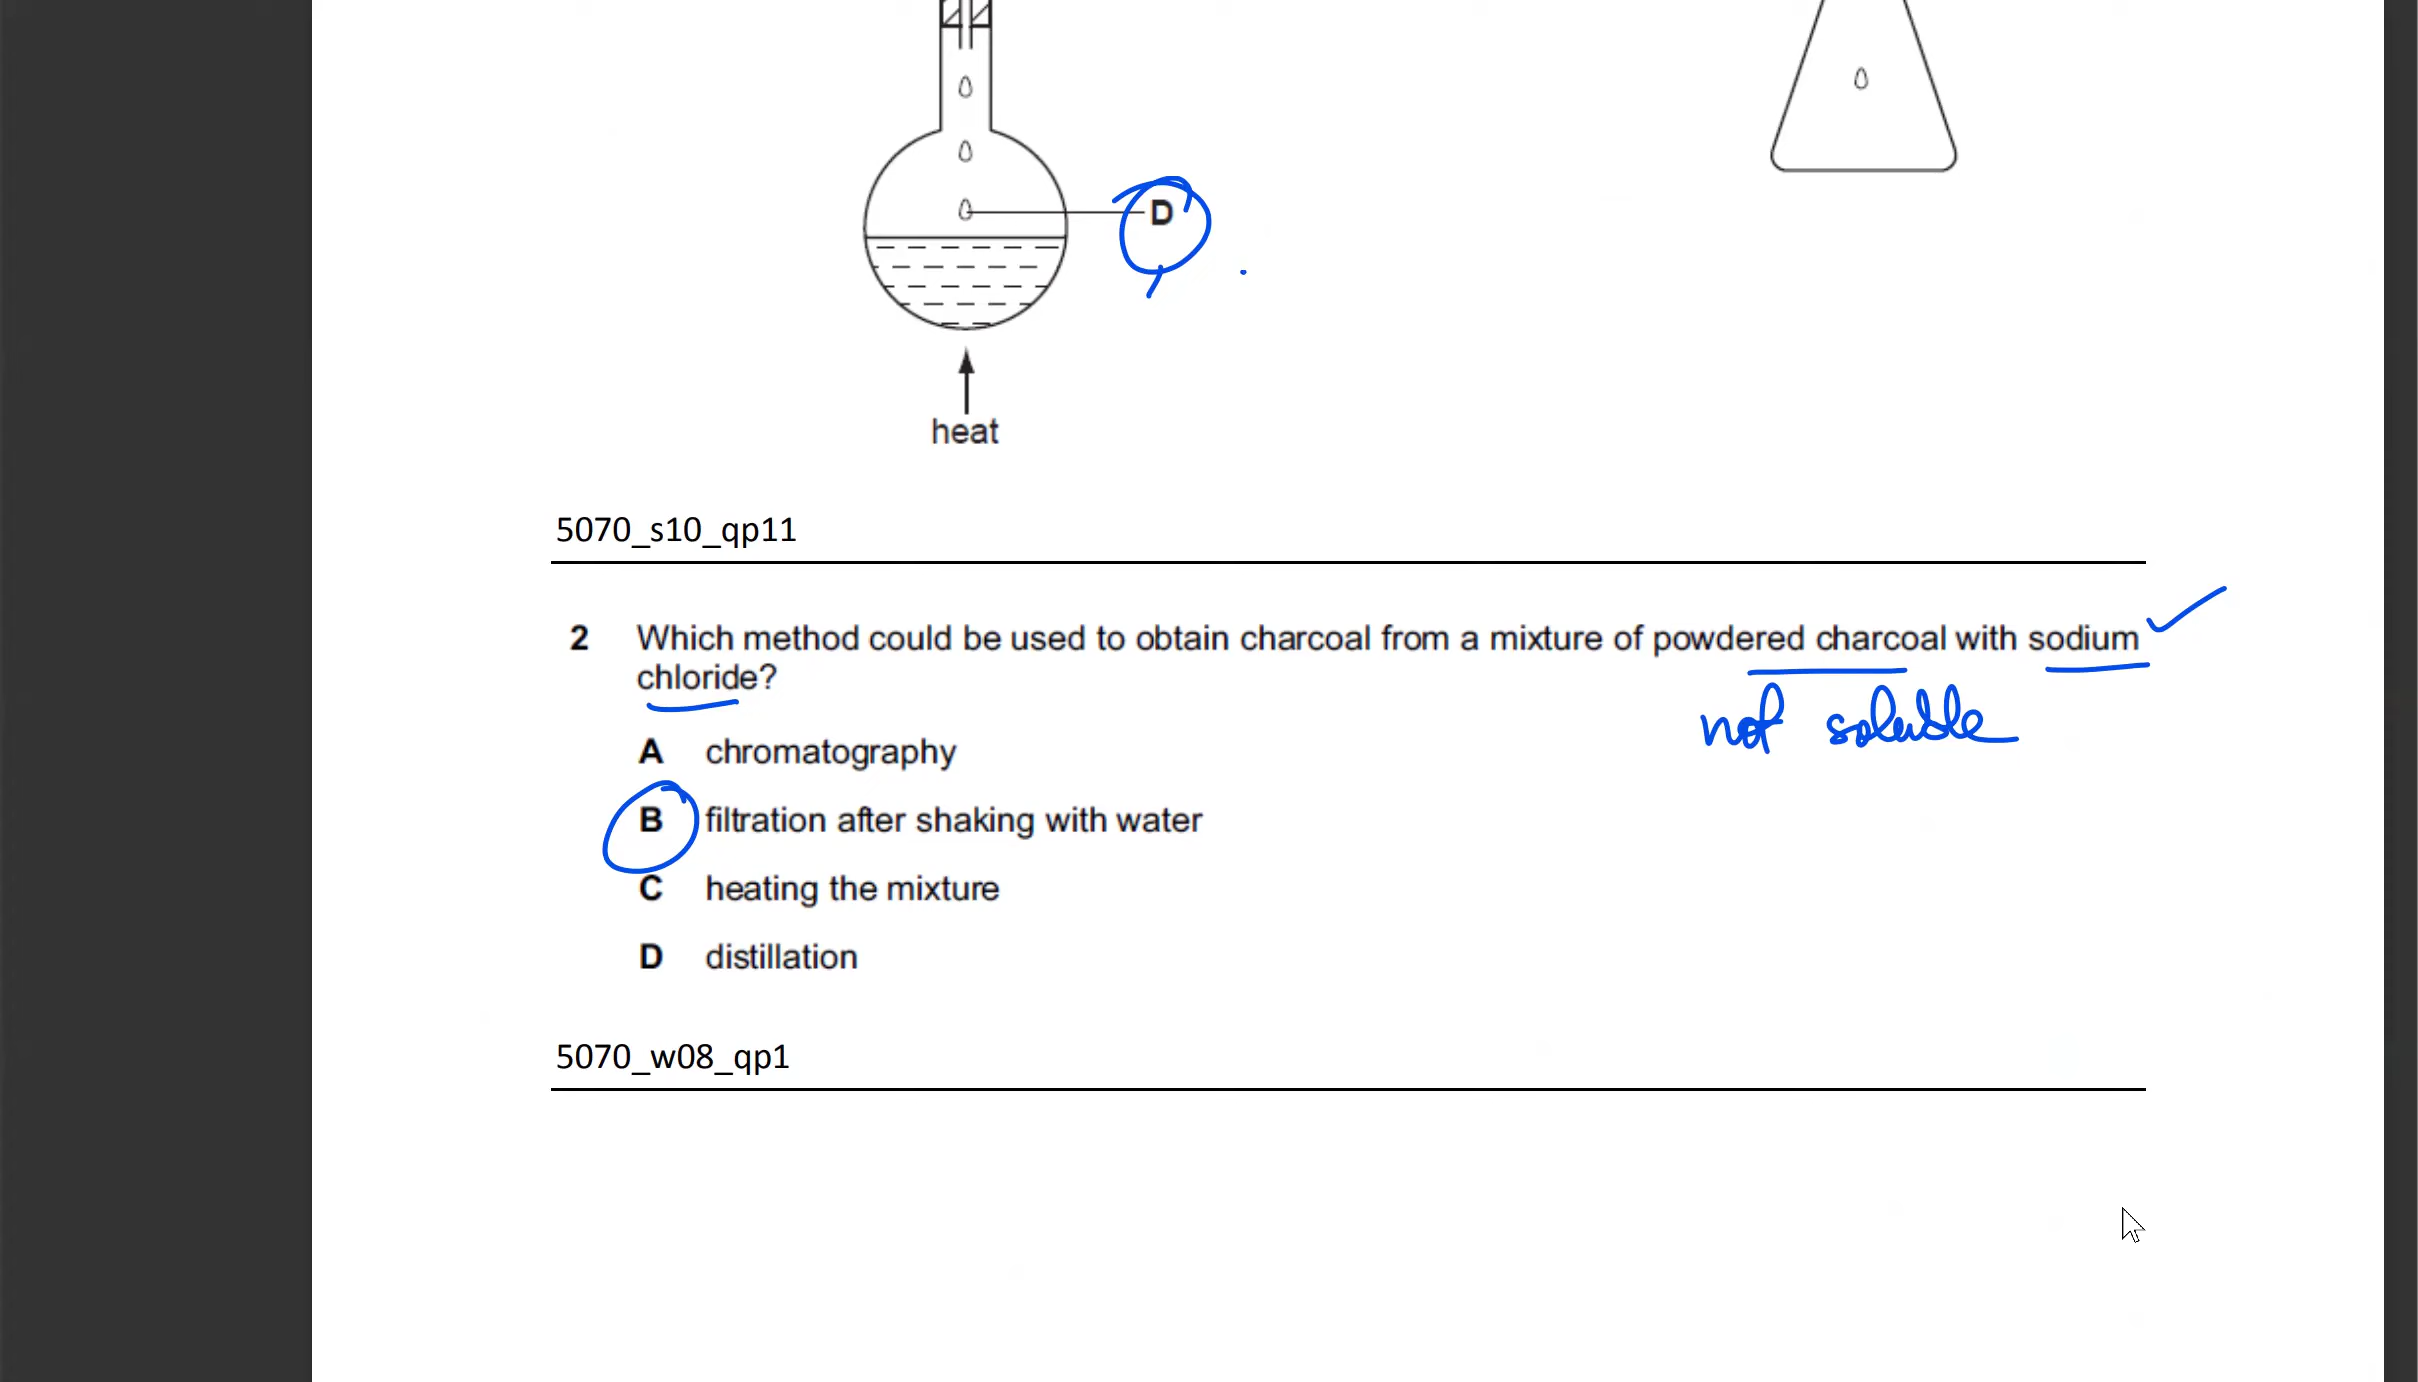 D
heat
5070_s10_qp11
2 Which method could be used to obtain charcoal from a mixture of powdered charcoal with sodium
chloride?
not soluble
A chromatography
B filtration after shaking with water
C heating the mixture
D distillation
5070_w08_qp1